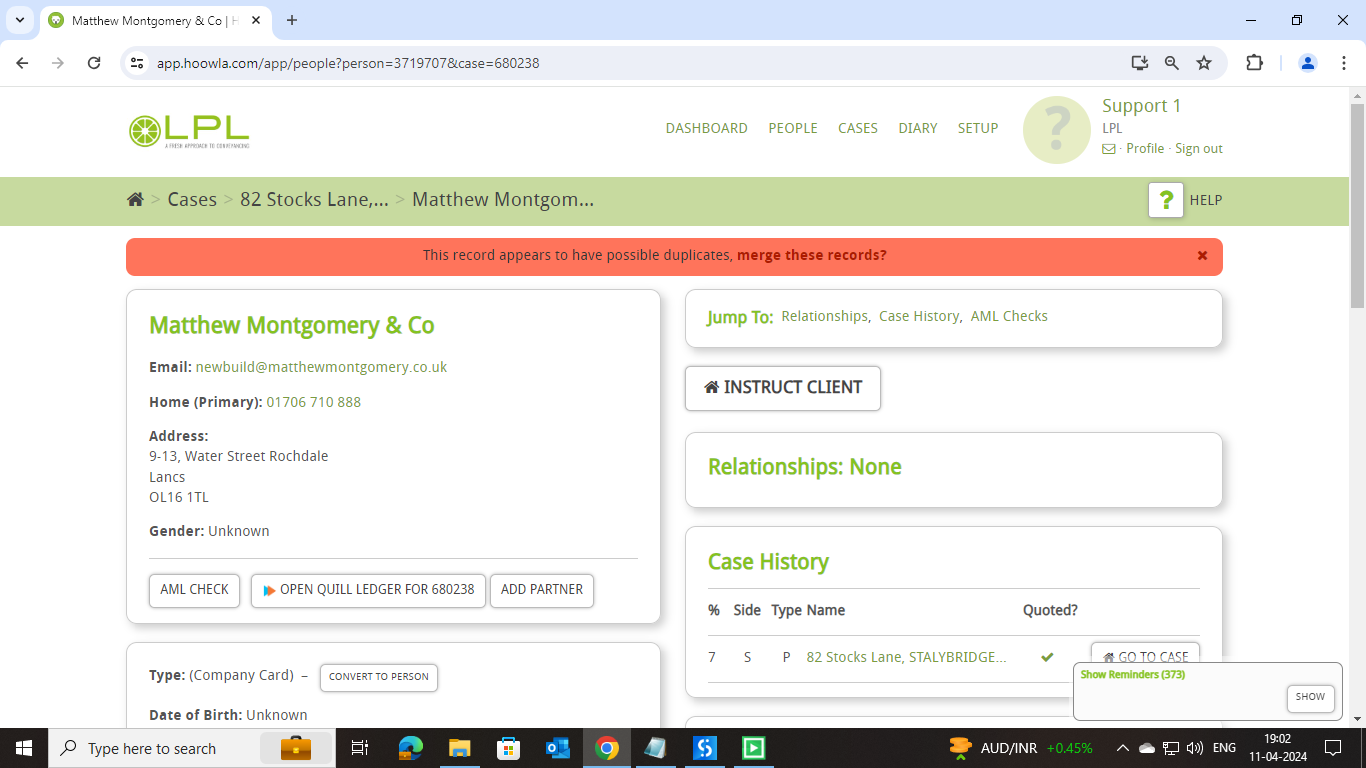 Matthew Montgomery & Co | H
app.hoowla.com/app/people?person=3719707&case=680238
LPL
A FRESH APPROACH TO CONVEYANCING
DASHBOARD PEOPLE CASES DIARY SETUP
?
Support 1
LPL
· Profile · Sign out
> Cases > 82 Stocks Lane,... > Matthew Montgom...
? HELP
This record appears to have possible duplicates, merge these records?
Matthew Montgomery & Co
Email: newbuild@matthewmontgomery.co.uk
Home (Primary): 01706 710 888
Address:
9-13, Water Street Rochdale
Lancs
OL16 1TL
Gender: Unknown
AML CHECK OPEN QUILL LEDGER FOR 680238 ADD PARTNER
Type: (Company Card) – CONVERT TO PERSON
Date of Birth: Unknown
Jump To: Relationships, Case History, AML Checks
INSTRUCT CLIENT
Relationships: None
Case History
% Side Type Name Quoted?
7 S P 82 Stocks Lane, STALYBRIDGE... GO TO CASE
Show Reminders (373)
SHOW
Type here to search
AUD/INR +0.45%
ENG
19:02
11-04-2024